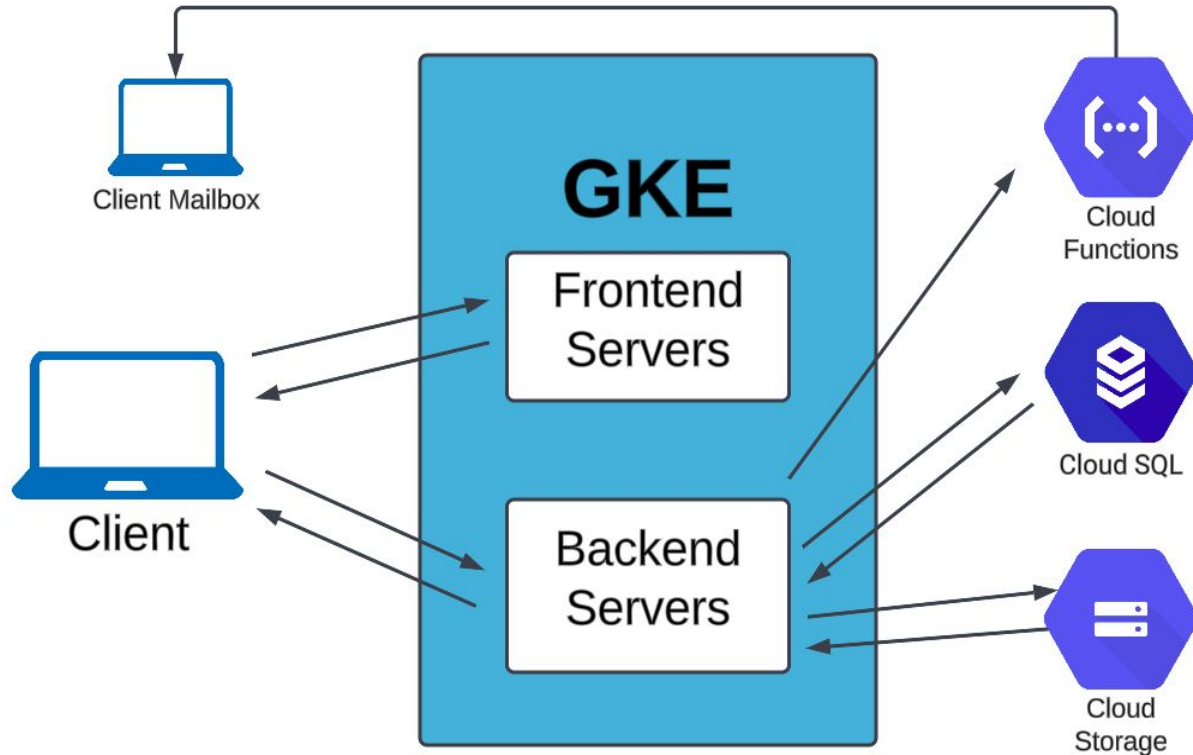 Client Mailbox
GKE
Frontend
Servers
Client
Backend
Servers
Cloud
Functions
Cloud SQL
Cloud
Storage